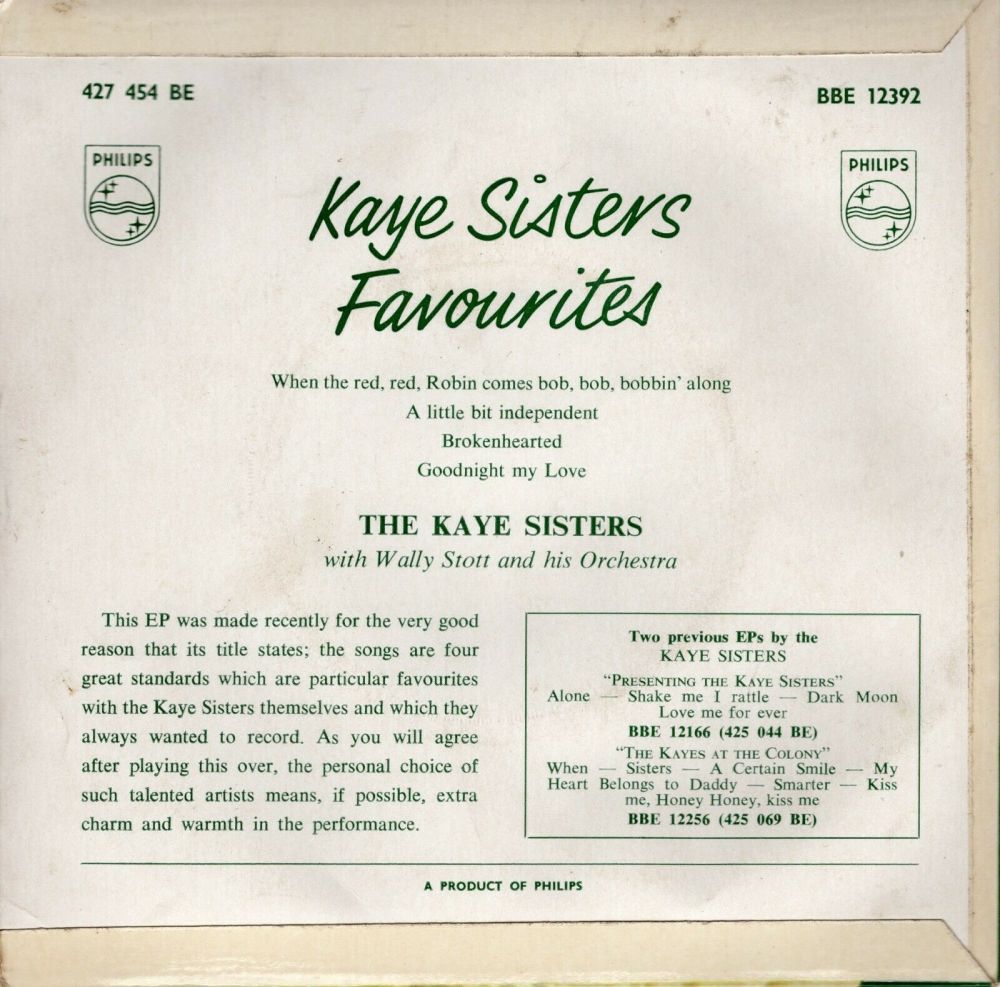 427 454 BE
BBE 12392
PHILIPS
PHILIPS
Kaye Sisters
Favourites
When the red, red, Robin comes bob, bob, bobbin' along
A little bit independent
Brokenhearted
Goodnight my Love
THE KAYE SISTERS
with Wally Stott and his Orchestra
This EP was made recently for the very good
reason that its title states; the songs are four
great standards which are particular favourites
with the Kaye Sisters themselves and which they
always wanted to record. As you will agree
after playing this over, the personal choice of
such talented artists means, if possible, extra
charm and warmth in the performance.
Two previous EPs by the
KAYE SISTERS
"PRESENTING THE KAYE SISTERS"
Alone — Shake me I rattle — Dark Moon
Love me for ever
BBE 12166 (425 044 BE)
"THE KAYES AT THE COLONY"
When — Sisters — A Certain Smile — My
Heart Belongs to Daddy — Smarter — Kiss
me, Honey Honey, kiss me
BBE 12256 (425 069 BE)
A PRODUCT OF PHILIPS